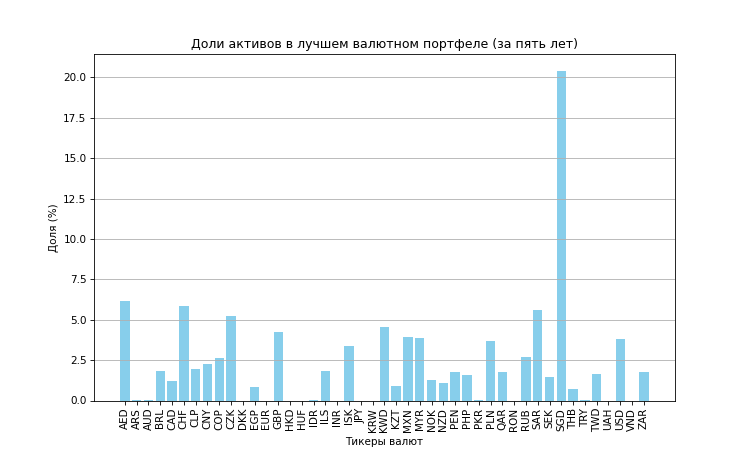 Доли активов в лучшем валютном портфеле (за пять лет)
Доля (%)
20.0
17.5
15.0
12.5
10.0
7.5
5.0
2.5
0.0
AED ARS AUD BRL CAD CHF CLP CNY COP CZK DKK EGP EUR GBP HKD HUF IDR ILS INR ISK JPY KRW KWD KZT MXN MYR NOK NZD PEN PHP PKR PLN QAR RON RUB SAR SEK SGD THB TRY TWD UAH USD VND ZAR
Тикеры валют